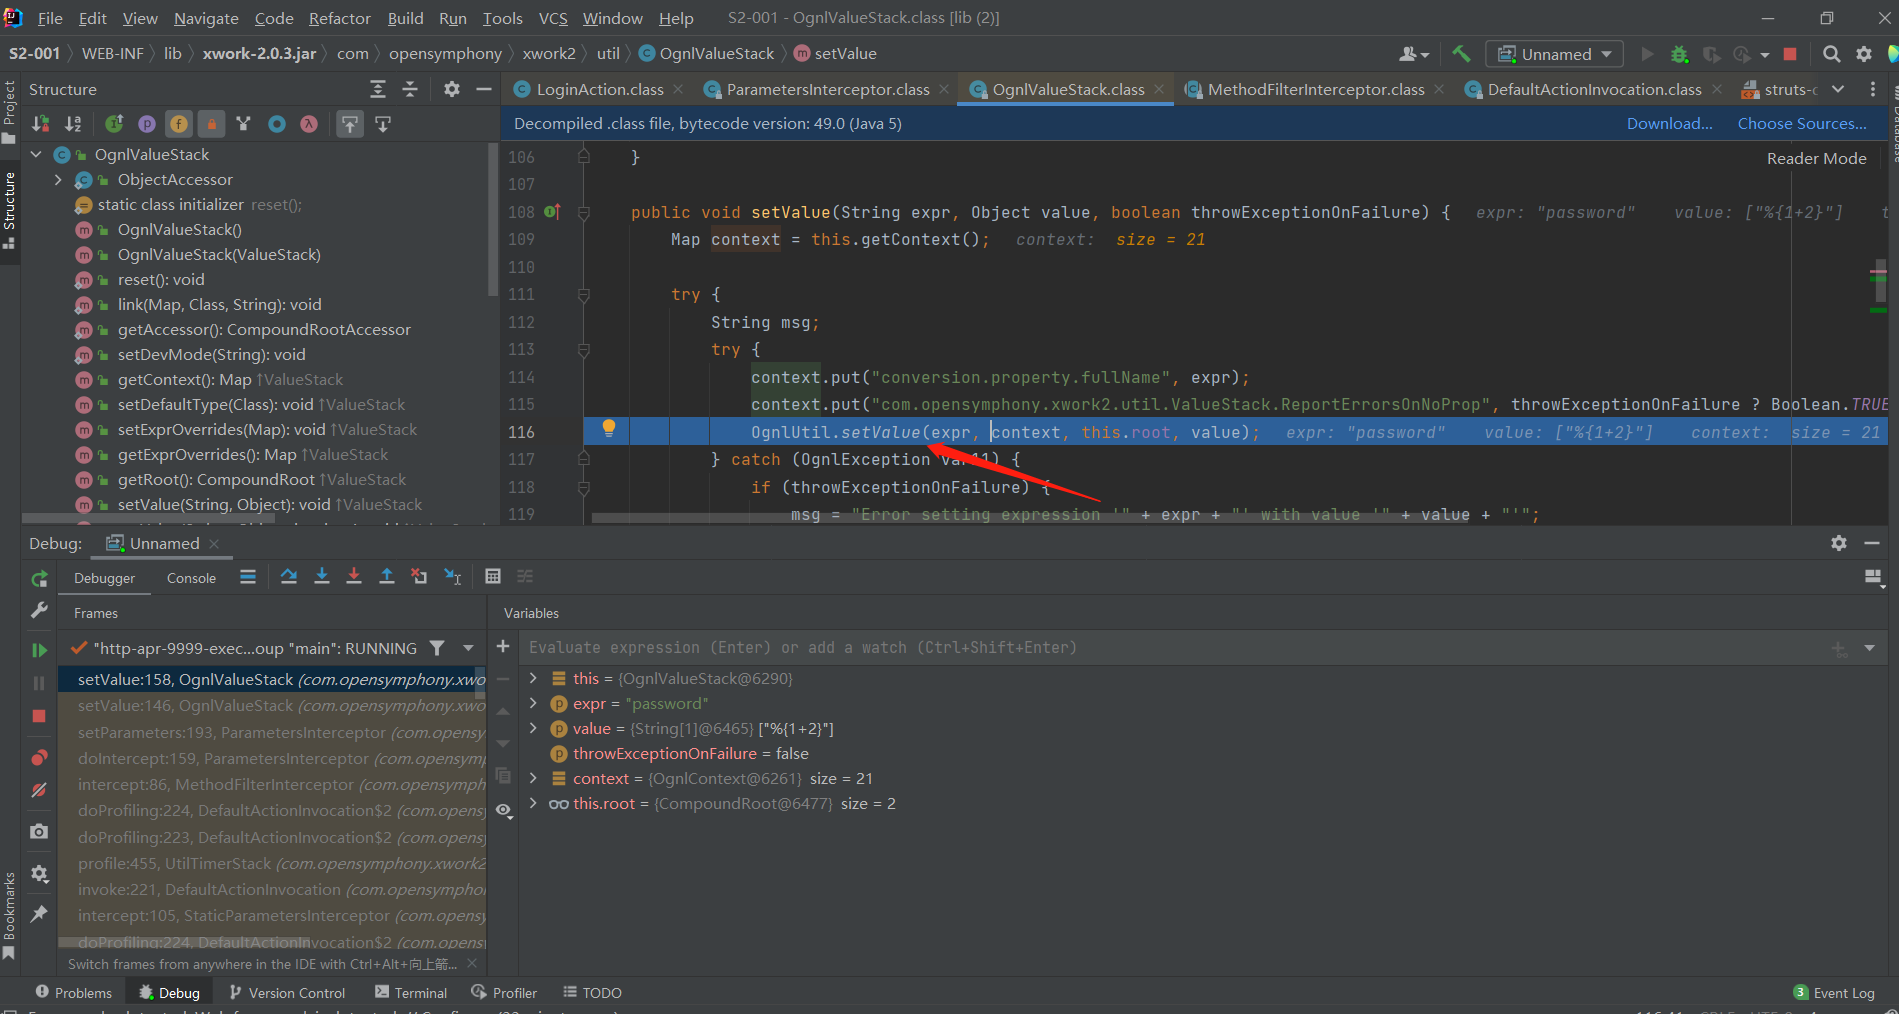 File Edit View Navigate Code Refactor Build Run Tools VCS Window Help S2-001 - OgnlValueStack.class [lib (2)]
S2-001 WEB-INF lib xwork-2.0.3.jar com opensymphony xwork2 util OgnlValueStack setValue Unnamed
Structure
LoginAction.class ParametersInterceptor.class OgnlValueStack.class MethodFilterInterceptor.class DefaultActionInvocation.class struts-
Project
Structure
Bookmarks
Decompiled .class file, bytecode version: 49.0 (Java 5) Download... Choose Sources...
Reader Mode
OgnlValueStack
ObjectAccessor
static class initializer reset();
OgnlValueStack()
OgnlValueStack(ValueStack)
reset(): void
link(Map, Class, String): void
getAccessor(): CompoundRootAccessor
setDevMode(String): void
getContext(): Map ↑ValueStack
setDefaultType(Class): void ↑ValueStack
setExprOverrides(Map): void ↑ValueStack
getExprOverrides(): Map ↑ValueStack
getRoot(): CompoundRoot ↑ValueStack
setValue(String, Object): void ↑ValueStack
106 }
107
108 public void setValue(String expr, Object value, boolean throwExceptionOnFailure) { expr: "password" value: ["%{1+2}"] t
109 Map context = this.getContext(); context: size = 21
110
111 try {
112 String msg;
113 try {
114 context.put("conversion.property.fullName", expr);
115 context.put("com.opensymphony.xwork2.util.ValueStack.ReportErrorsOnNoProp", throwExceptionOnFailure ? Boolean.TRUE
116 OgnlUtil.setValue(expr, context, this.root, value); expr: "password" value: ["%{1+2}"] context: size = 21
117 } catch (OgnlException var11) {
118 if (throwExceptionOnFailure) {
119 msg = "Error setting expression '" + expr + "' with value '" + value + "'";
Debug: Unnamed
Debugger Console
Frames
Variables
"http-apr-9999-exec...oup "main": RUNNING
Evaluate expression (Enter) or add a watch (Ctrl+Shift+Enter)
setValue:158, OgnlValueStack (com.opensymphony.xwo
setValue:146, OgnlValueStack (com.opensymphony.xwo
setParameters:193, ParametersInterceptor (com.opensy
doIntercept:159, ParametersInterceptor (com.opensymp
intercept:86, MethodFilterInterceptor (com.opensymph
doProfiling:224, DefaultActionInvocation$2 (com.opensy
doProfiling:223, DefaultActionInvocation$2 (com.opensy
profile:455, UtilTimerStack (com.opensymphony.xwork2
invoke:221, DefaultActionInvocation (com.opensymphon
intercept:105, StaticParametersInterceptor (com.opensy
doProfiling:224, DefaultActionInvocation$2 (com.opensy
this = {OgnlValueStack@6290}
expr = "password"
value = {String[1]@6465} ["%{1+2}"]
throwExceptionOnFailure = false
context = {OgnlContext@6261} size = 21
this.root = {CompoundRoot@6477} size = 2
Switch frames from anywhere in the IDE with Ctrl+Alt+向上箭...
Problems Debug Version Control Terminal Profiler TODO 3 Event Log